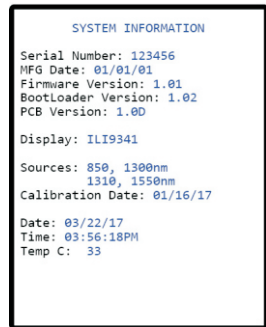 SYSTEM INFORMATION
Serial Number: 123456
MFG Date: 01/01/01
Firmware Version: 1.01
BootLoader Version: 1.02
PCB Version: 1.0D
Display: ILI9341
Sources: 850, 1300nm
1310, 1550nm
Calibration Date: 01/16/17
Date: 03/22/17
Time: 03:56:18PM
Temp C: 33